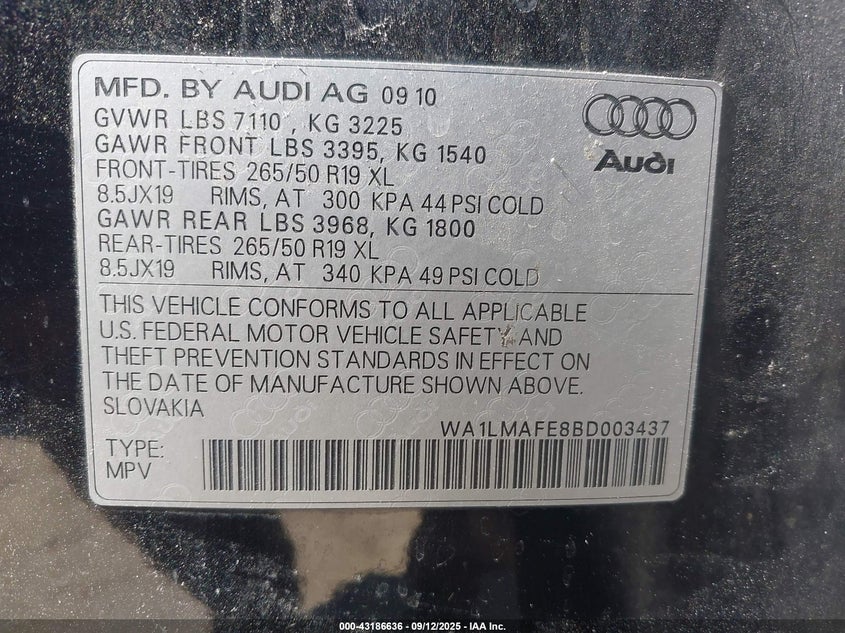 MFD. BY AUDI AG 09 10
GVWR LBS 7110 , KG 3225
GAWR FRONT LBS 3395, KG 1540
FRONT-TIRES 265/50 R19 XL
8.5JX19 RIMS, AT 300 KPA 44 PSI COLD
GAWR REAR LBS 3968, KG 1800
REAR-TIRES 265/50 R19 XL
8.5JX19 RIMS, AT 340 KPA 49 PSI COLD
Audi
THIS VEHICLE CONFORMS TO ALL APPLICABLE
U.S. FEDERAL MOTOR VEHICLE SAFETY AND
THEFT PREVENTION STANDARDS IN EFFECT ON
THE DATE OF MANUFACTURE SHOWN ABOVE.
SLOVAKIA
WA1LMAFE8BD003437
TYPE:
MPV
000-43186636 - 09/12/2025 - IAA Inc.